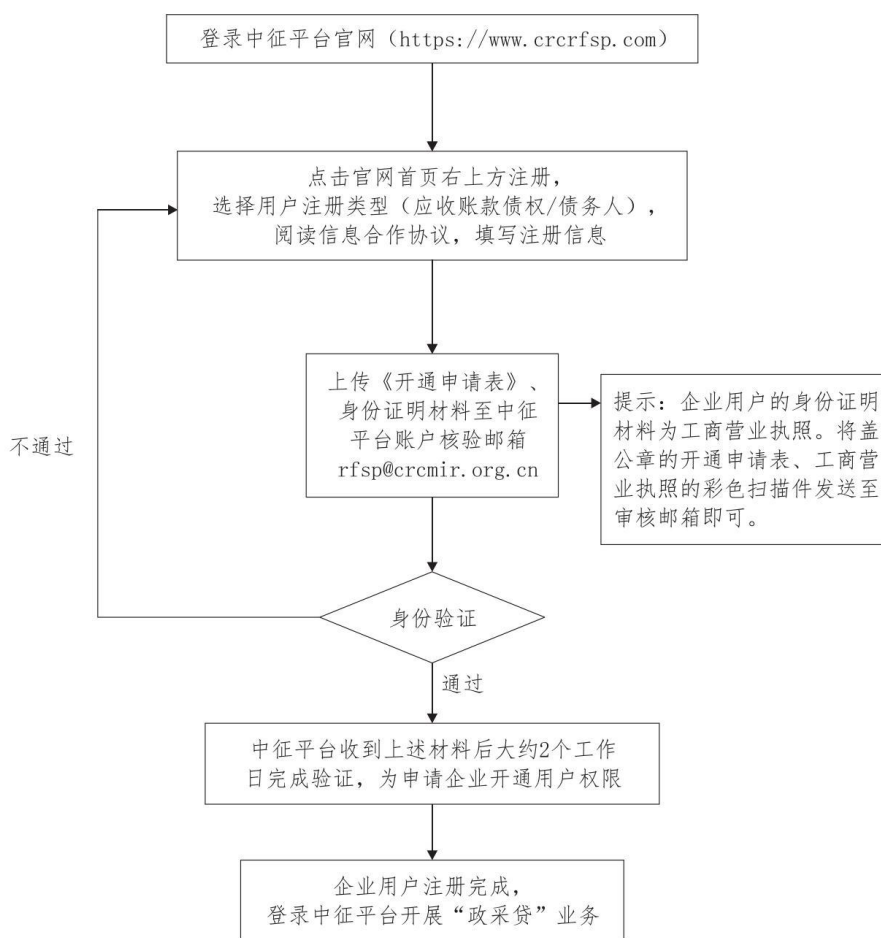 登录中征平台官网（https://www.crcrfsp.com）
点击官网首页右上方注册，
选择用户注册类型（应收账款债权/债务人），
阅读信息合作协议，填写注册信息
上传《开通申请表》、
身份证明材料至中征
平台账户核验邮箱
rfsp@crcmir.org.cn
提示：企业用户的身份证明
材料为工商营业执照。将盖
公章的开通申请表、工商营
业执照的彩色扫描件发送至
审核邮箱即可。
不通过
身份验证
通过
中征平台收到上述材料后大约2个工作
日完成验证，为申请企业开通用户权限
企业用户注册完成，
登录中征平台开展“政采贷”业务